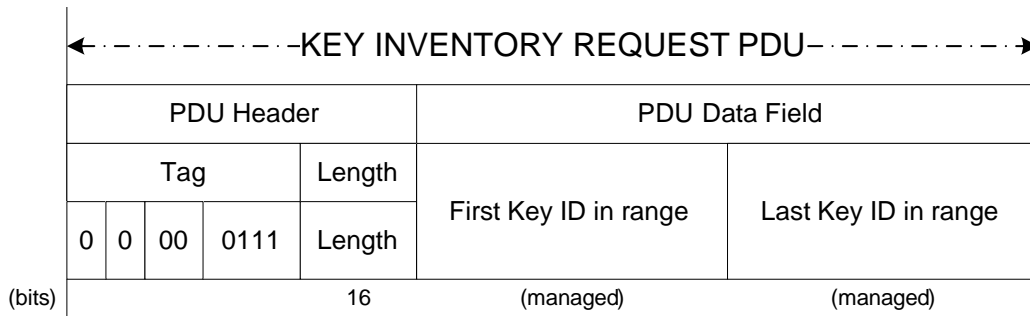 KEY INVENTORY REQUEST PDU
PDU Header PDU Data Field
Tag Length
First Key ID in range Last Key ID in range
0 0 00 0111 Length
(bits) 16 (managed) (managed)